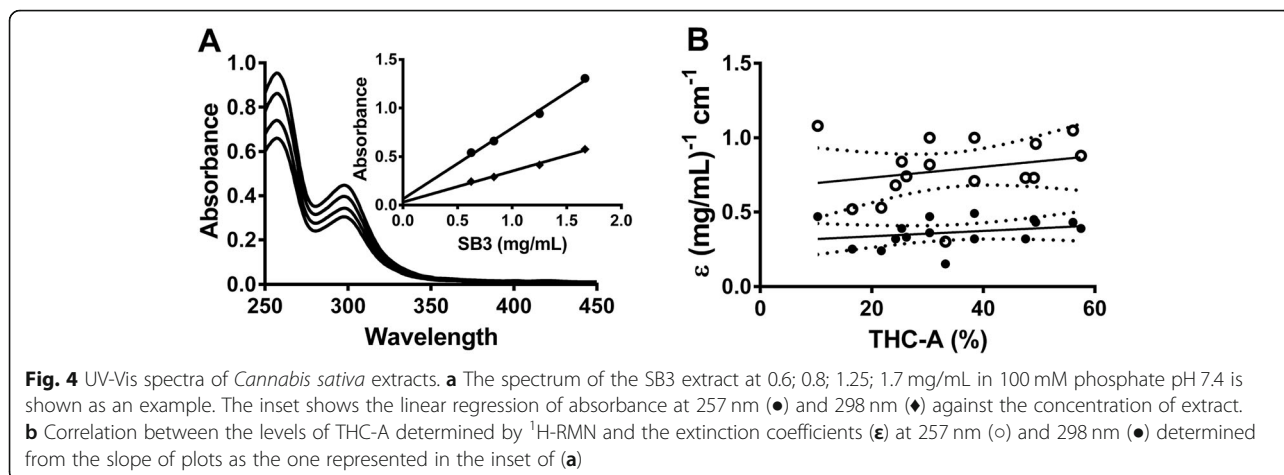 A
B
1.0
0.8
0.6
0.4
0.2
0.0
Absorbance
250
300
350
400
450
Wavelength
1.5
1.0
0.5
0.0
Absorbance
0.0
0.5
1.0
1.5
2.0
SB3 (mg/mL)
1.5
1.0
0.5
0.0
ε (mg/mL)⁻¹ cm⁻¹
0
20
40
60
THC-A (%)
Fig. 4 UV-Vis spectra of Cannabis sativa extracts. a The spectrum of the SB3 extract at 0.6; 0.8; 1.25; 1.7 mg/mL in 100 mM phosphate pH 7.4 is
shown as an example. The inset shows the linear regression of absorbance at 257 nm (●) and 298 nm (♦) against the concentration of extract.
b Correlation between the levels of THC-A determined by ¹H-RMN and the extinction coefficients (ε) at 257 nm (○) and 298 nm (●) determined
from the slope of plots as the one represented in the inset of (a)